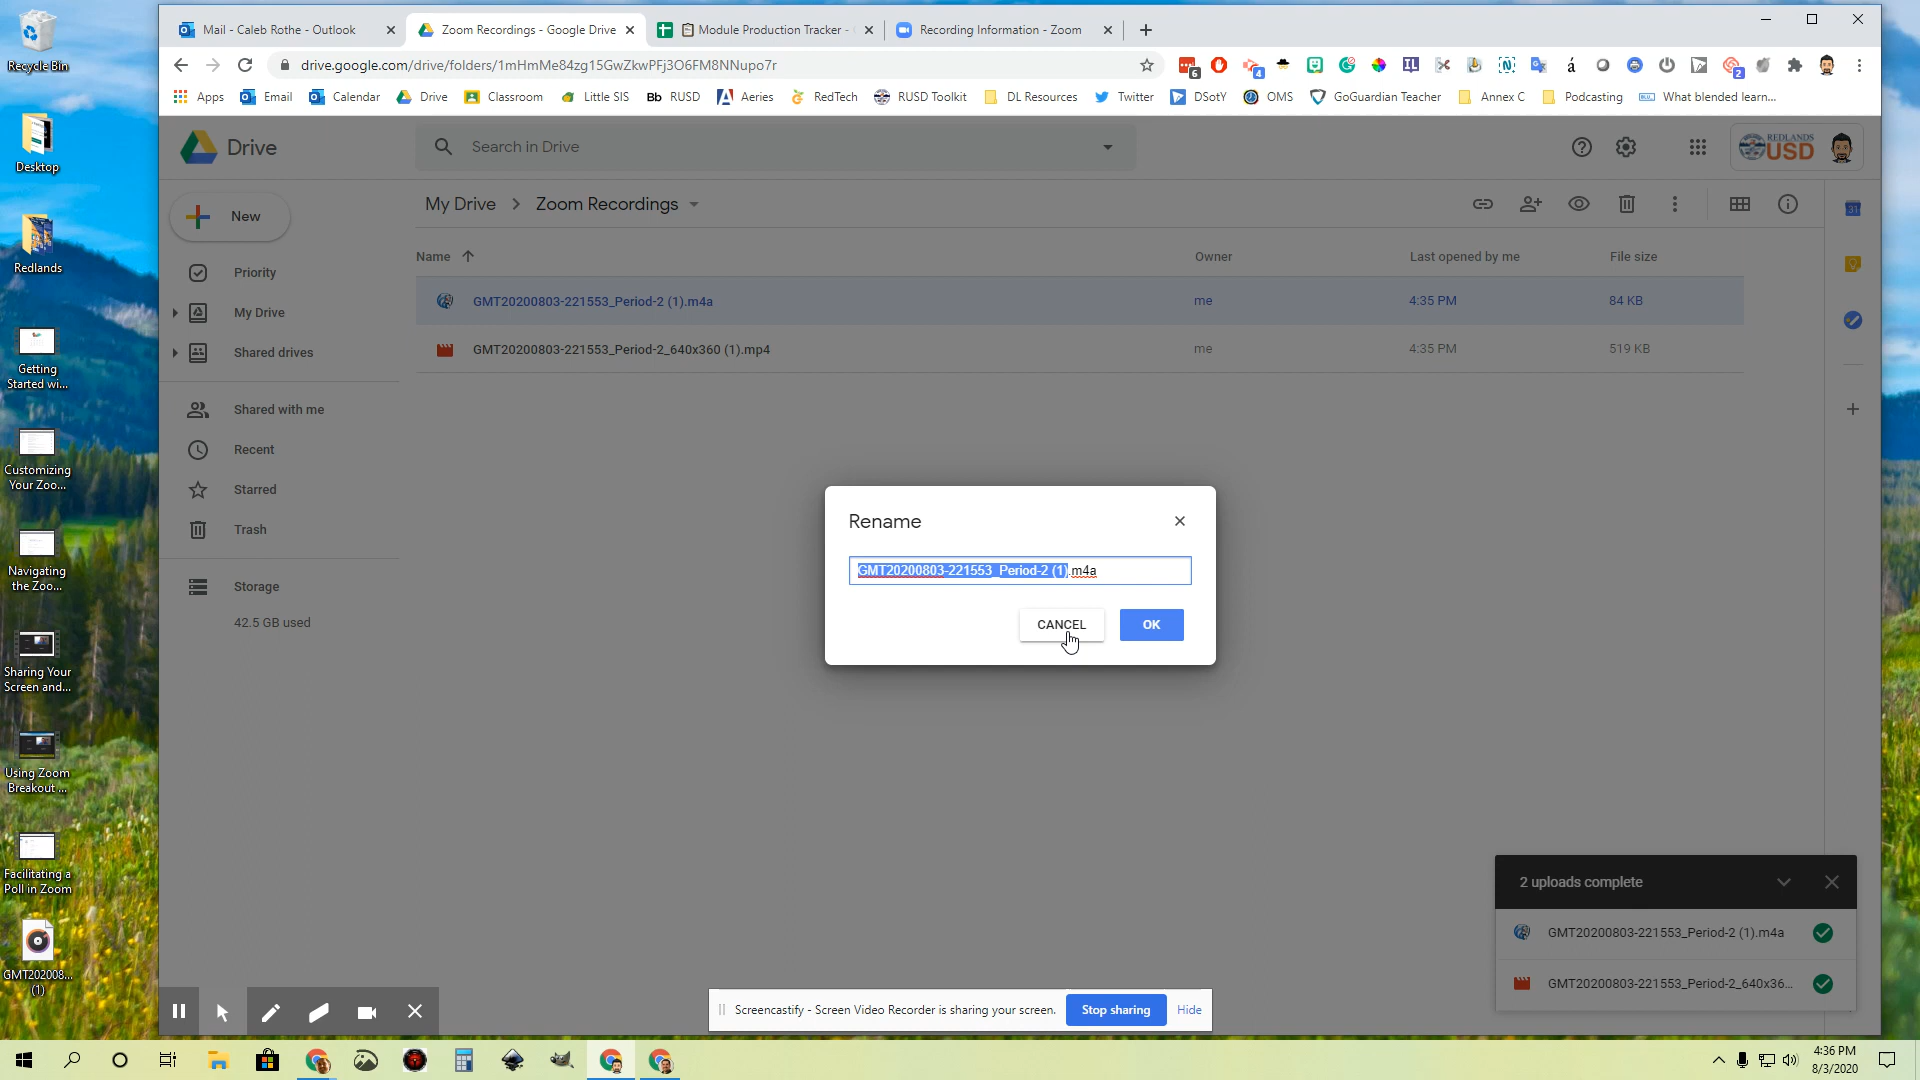 Recycle Bin
Desktop
Redlands
Getting
Started wi...
Customizing
Your Zoo...
Navigating
the Zoo...
Sharing Your
Screen and...
Using Zoom
Breakout ...
Facilitating a
Poll in Zoom
GMT202008...
(1)
Mail - Caleb Rothe - Outlook
Zoom Recordings - Google Drive
Module Production Tracker -
Recording Information - Zoom
drive.google.com/drive/folders/1mHmMe84zg15GwZkwPFj3O6FM8NNupo7r
Apps
Email
Calendar
Drive
Classroom
Little SIS
Bb RUSD
Aeries
RedTech
RUSD Toolkit
DL Resources
Twitter
DSotY
OMS
GoGuardian Teacher
Annex C
Podcasting
What blended learn...
Drive
Search in Drive
REDLANDS
USD
New
My Drive > Zoom Recordings
Priority
My Drive
Shared drives
Shared with me
Recent
Starred
Trash
Storage
42.5 GB used
Name
Owner
Last opened by me
File size
GMT20200803-221553_Period-2 (1).m4a
me
4:35 PM
84 KB
GMT20200803-221553_Period-2_640x360 (1).mp4
me
4:35 PM
519 KB
Rename
GMT20200803-221553_Period-2 (1).m4a
CANCEL
OK
2 uploads complete
GMT20200803-221553_Period-2 (1).m4a
GMT20200803-221553_Period-2_640x36...
Screencastify - Screen Video Recorder is sharing your screen.
Stop sharing
Hide
4:36 PM
8/3/2020